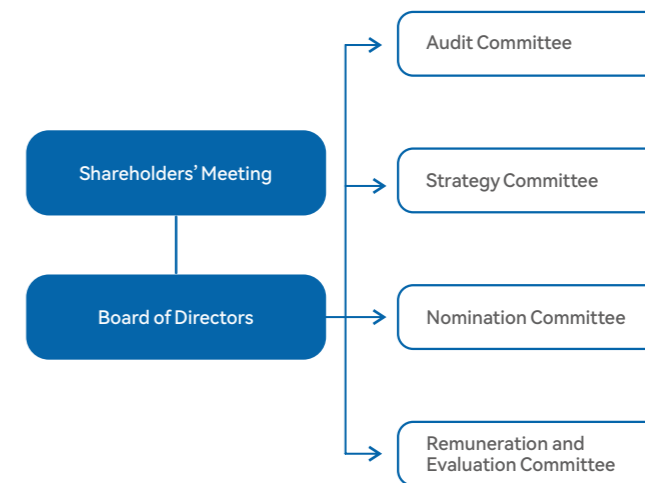 Audit Committee
Shareholders’ Meeting
Strategy Committee
Board of Directors
Nomination Committee
Remuneration and
Evaluation Committee